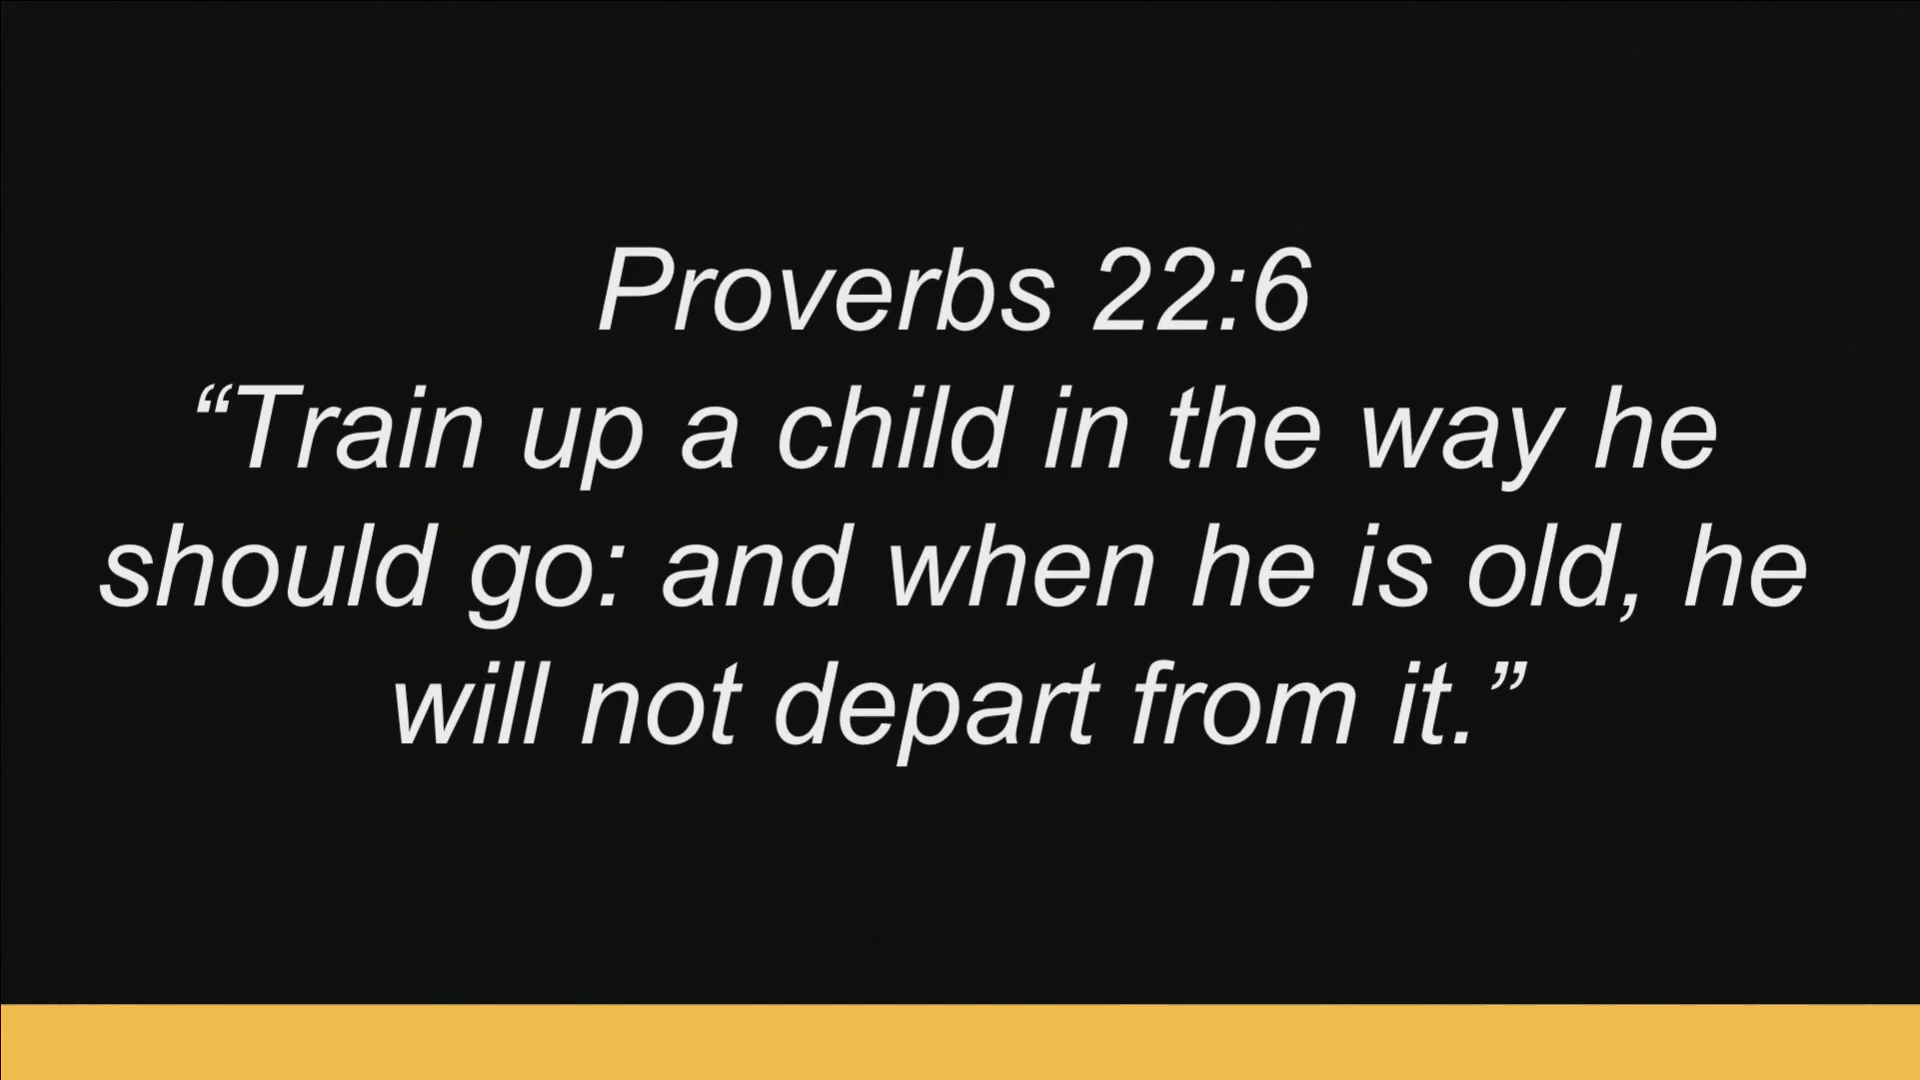 Proverbs 22:6
“Train up a child in the way he
should go: and when he is old, he
will not depart from it.”